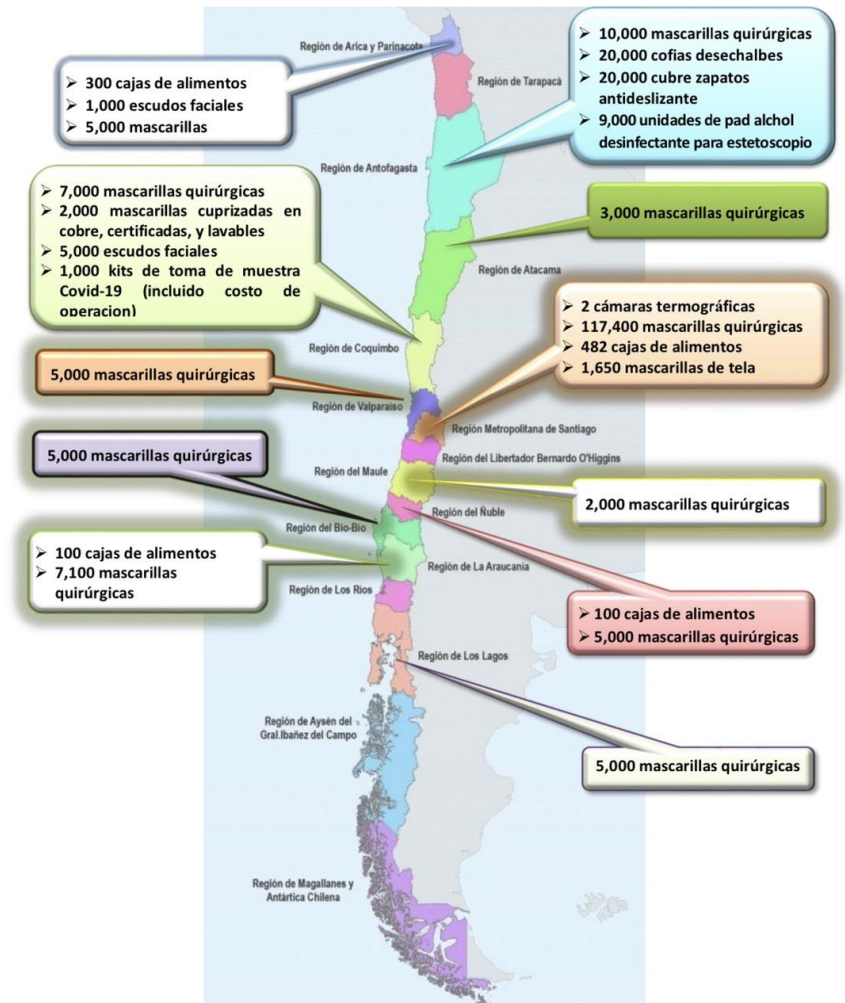 Región de Arica y Parinacota
➢ 300 cajas de alimentos
➢ 1,000 escudos faciales
➢ 5,000 mascarillas
➢ 10,000 mascarillas quirúrgicas
➢ 20,000 cofias desechalbes
➢ 20,000 cubre zapatos
antideslizante
➢ 9,000 unidades de pad alchol
desinfectante para estetoscopio
Región de Tarapacá
Región de Antofagasta
➢ 7,000 mascarillas quirúrgicas
➢ 2,000 mascarillas cuprizadas en
cobre, certificadas, y lavables
➢ 5,000 escudos faciales
➢ 1,000 kits de toma de muestra
Covid-19 (incluido costo de
operacion)
3,000 mascarillas quirúrgicas
Región de Atacama
➢ 2 cámaras termográficas
➢ 117,400 mascarillas quirúrgicas
➢ 482 cajas de alimentos
➢ 1,650 mascarillas de tela
Región de Coquimbo
5,000 mascarillas quirúrgicas
Región de Valparaíso
Región Metropolitana de Santiago
5,000 mascarillas quirúrgicas
Región del Libertador Bernardo O'Higgins
Región del Maule
2,000 mascarillas quirúrgicas
Región del Ñuble
Región del Bío-Bío
➢ 100 cajas de alimentos
➢ 7,100 mascarillas
quirúrgicas
Región de La Araucanía
Región de Los Ríos
➢ 100 cajas de alimentos
➢ 5,000 mascarillas quirúrgicas
Región de Los Lagos
Región de Aysén del
Gral.Ibañez del Campo
5,000 mascarillas quirúrgicas
Región de Magallanes y
Antártica Chilena